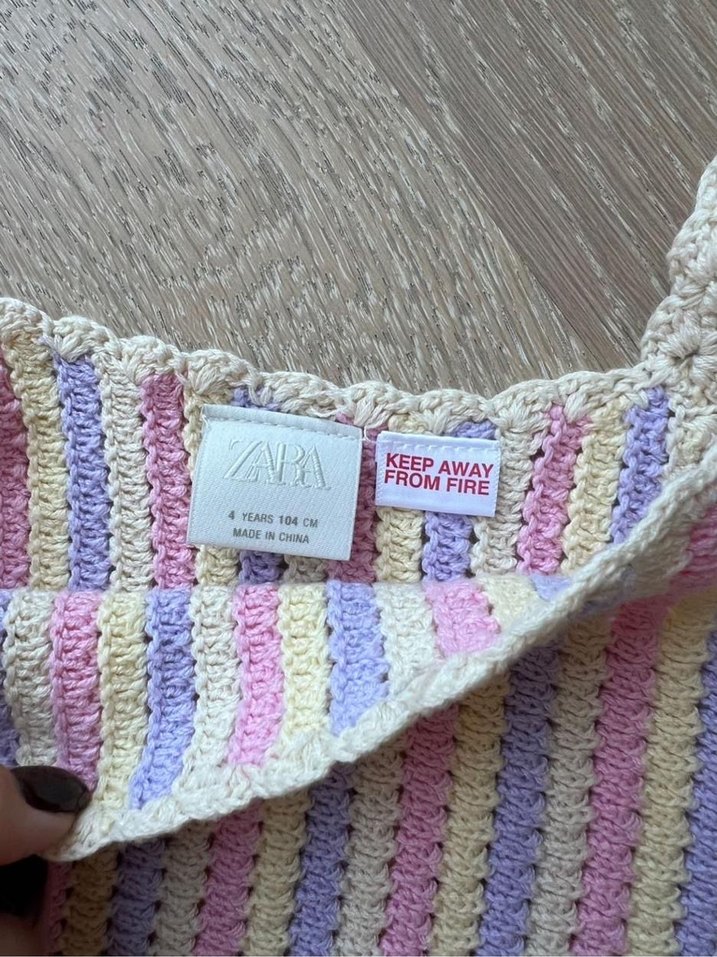 ZARA
4 YEARS 104 CM
MADE IN CHINA
KEEP AWAY
FROM FIRE